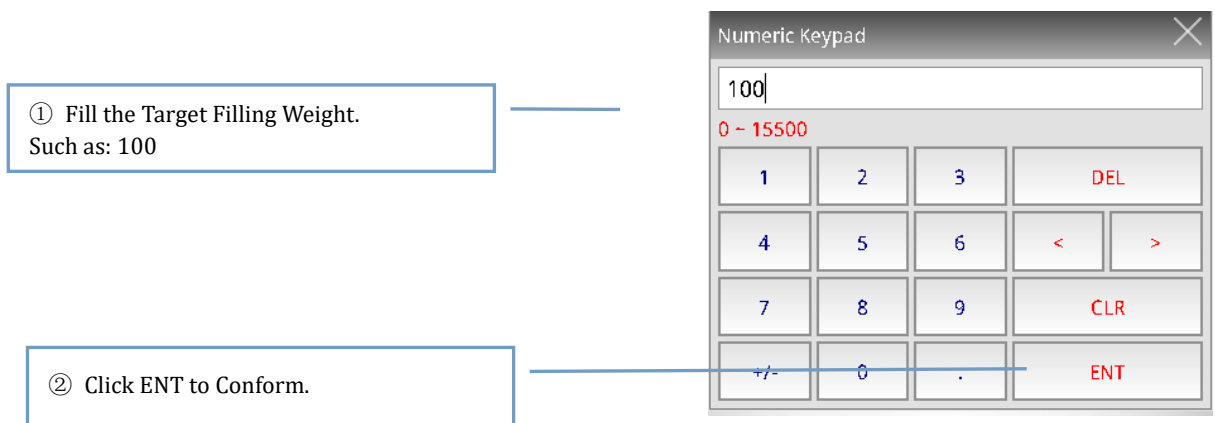 Numeric Keypad
100
① Fill the Target Filling Weight.
Such as: 100
0 ~ 15500
1 2 3 DEL
4 5 6 < >
7 8 9 CLR
② Click ENT to Conform.
+/- 0 . ENT